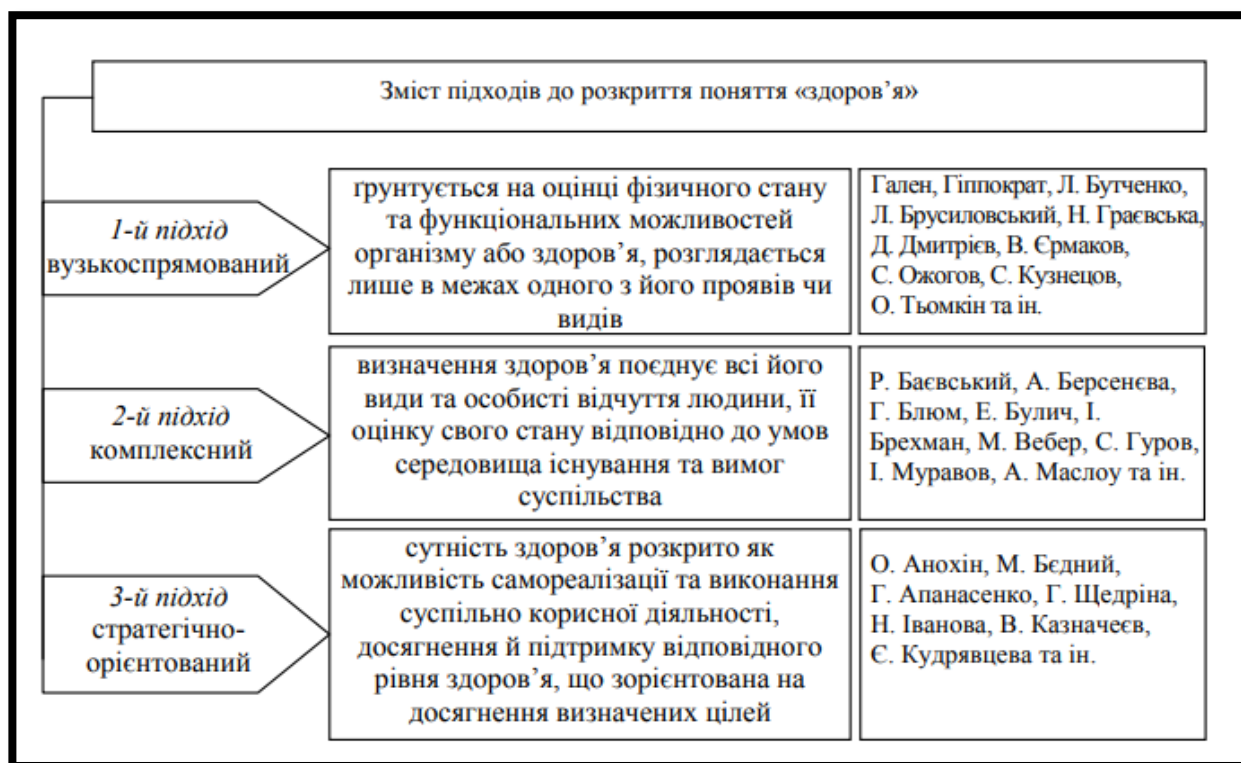 Зміст підходів до розкриття поняття «здоров’я»
1-й підхід
вузькоспрямований
ґрунтується на оцінці фізичного стану
та функціональних можливостей
організму або здоров’я, розглядається
лише в межах одного з його проявів чи
видів
Гален, Гіппократ, Л. Бутченко,
Л. Брусиловський, Н. Граєвська,
Д. Дмитрієв, В. Єрмаков,
С. Ожогов, С. Кузнецов,
О. Тьомкін та ін.
2-й підхід
комплексний
визначення здоров’я поєднує всі його
види та особисті відчуття людини, її
оцінку свого стану відповідно до умов
середовища існування та вимог
суспільства
Р. Баєвський, А. Берсенєва,
Г. Блюм, Е. Булич, І.
Брехман, М. Вебер, С. Гуров,
І. Муравов, А. Маслоу та ін.
3-й підхід
стратегічно-
орієнтований
сутність здоров’я розкрито як
можливість самореалізації та виконання
суспільно корисної діяльності,
досягнення й підтримку відповідного
рівня здоров’я, що зорієнтована на
досягнення визначених цілей
О. Анохін, М. Бєдний,
Г. Апанасенко, Г. Щедріна,
Н. Іванова, В. Казначеєв,
Є. Кудрявцева та ін.